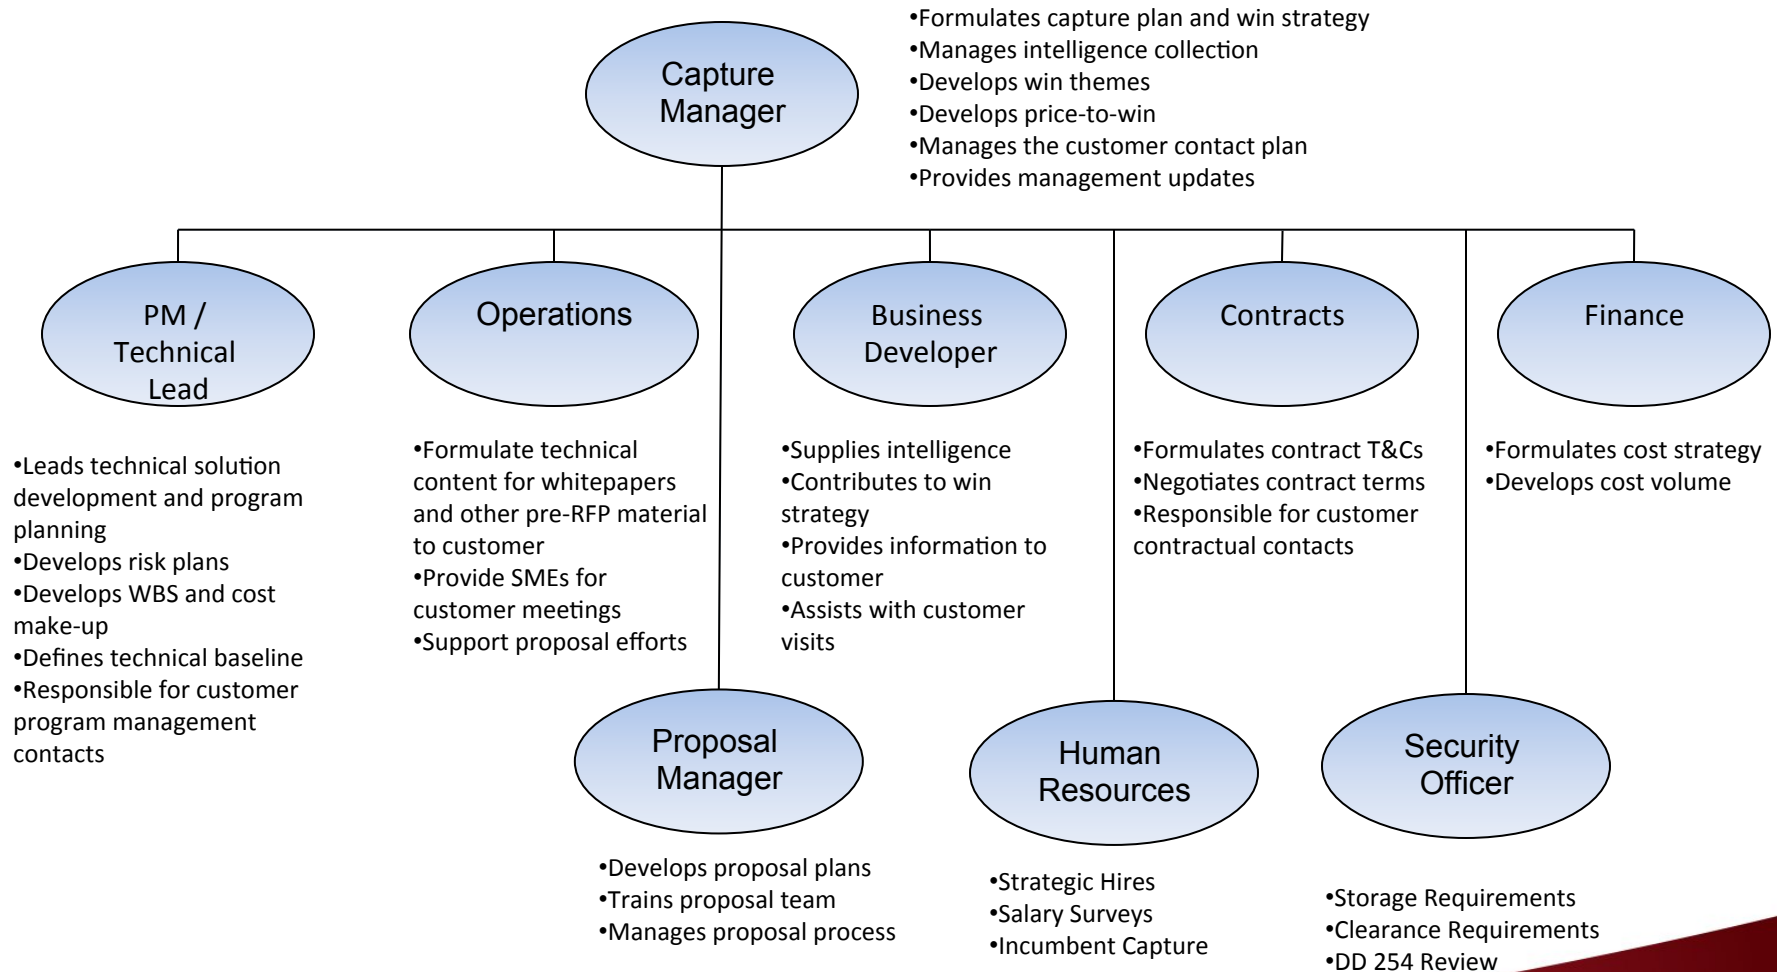 •Formulates capture plan and win strategy
•Manages intelligence collection
•Develops win themes
•Develops price-to-win
•Manages the customer contact plan
•Provides management updates
Capture
Manager
PM /
Technical
Lead
Operations
Business
Developer
Contracts
Finance
•Leads technical solution
development and program
planning
•Develops risk plans
•Develops WBS and cost
make-up
•Defines technical baseline
•Responsible for customer
program management
contacts
•Formulate technical
content for whitepapers
and other pre-RFP material
to customer
•Provide SMEs for
customer meetings
•Support proposal efforts
•Supplies intelligence
•Contributes to win
strategy
•Provides information to
customer
•Assists with customer
visits
•Formulates contract T&Cs
•Negotiates contract terms
•Responsible for customer
contractual contacts
•Formulates cost strategy
•Develops cost volume
Proposal
Manager
Human
Resources
Security
Officer
•Develops proposal plans
•Trains proposal team
•Manages proposal process
•Strategic Hires
•Salary Surveys
•Incumbent Capture
•Storage Requirements
•Clearance Requirements
•DD 254 Review